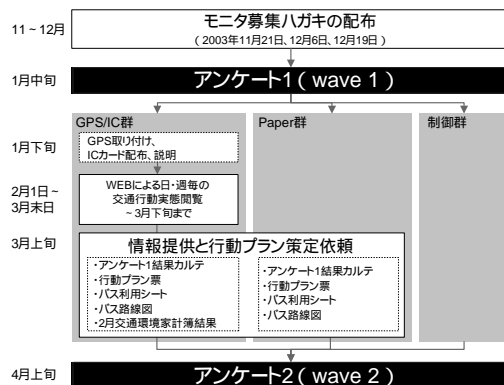 11～12月
モニタ募集ハガキの配布
（2003年11月21日、12月6日、12月19日）
1月中旬
アンケート1（wave 1）
GPS/IC群
Paper群
制御群
1月下旬
GPS取り付け、
ICカード配布、説明
2月1日～
3月末日
WEBによる日・週毎の
交通行動実態閲覧
～3月下旬まで
3月上旬
情報提供と行動プラン策定依頼
・アンケート1結果カルテ
・行動プラン票
・バス利用シート
・バス路線図
・2月交通環境家計簿結果
・アンケート1結果カルテ
・行動プラン票
・バス利用シート
・バス路線図
4月上旬
アンケート2（wave 2）